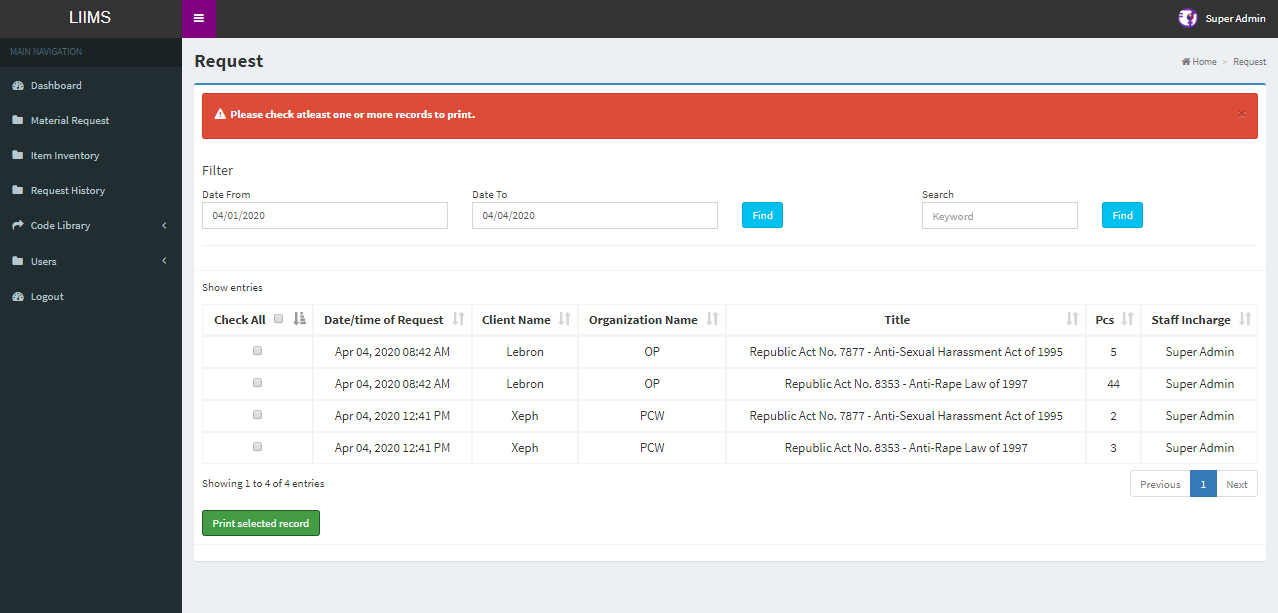 LIIMS
Super Admin
MAIN NAVIGATION
Dashboard
Material Request
Item Inventory
Request History
Code Library
Users
Logout
Request
Home > Request
Please check atleast one or more records to print.
×
Filter
Date From Date To Search
04/01/2020 04/04/2020 Find Keyword Find
Show entries
Check All Date/time of Request Client Name Organization Name Title Pcs Staff Incharge
Apr 04, 2020 08:42 AM Lebron OP Republic Act No. 7877 - Anti-Sexual Harassment Act of 1995 5 Super Admin
Apr 04, 2020 08:42 AM Lebron OP Republic Act No. 8353 - Anti-Rape Law of 1997 44 Super Admin
Apr 04, 2020 12:41 PM Xeph PCW Republic Act No. 7877 - Anti-Sexual Harassment Act of 1995 2 Super Admin
Apr 04, 2020 12:41 PM Xeph PCW Republic Act No. 8353 - Anti-Rape Law of 1997 3 Super Admin
Showing 1 to 4 of 4 entries Previous 1 Next
Print selected record